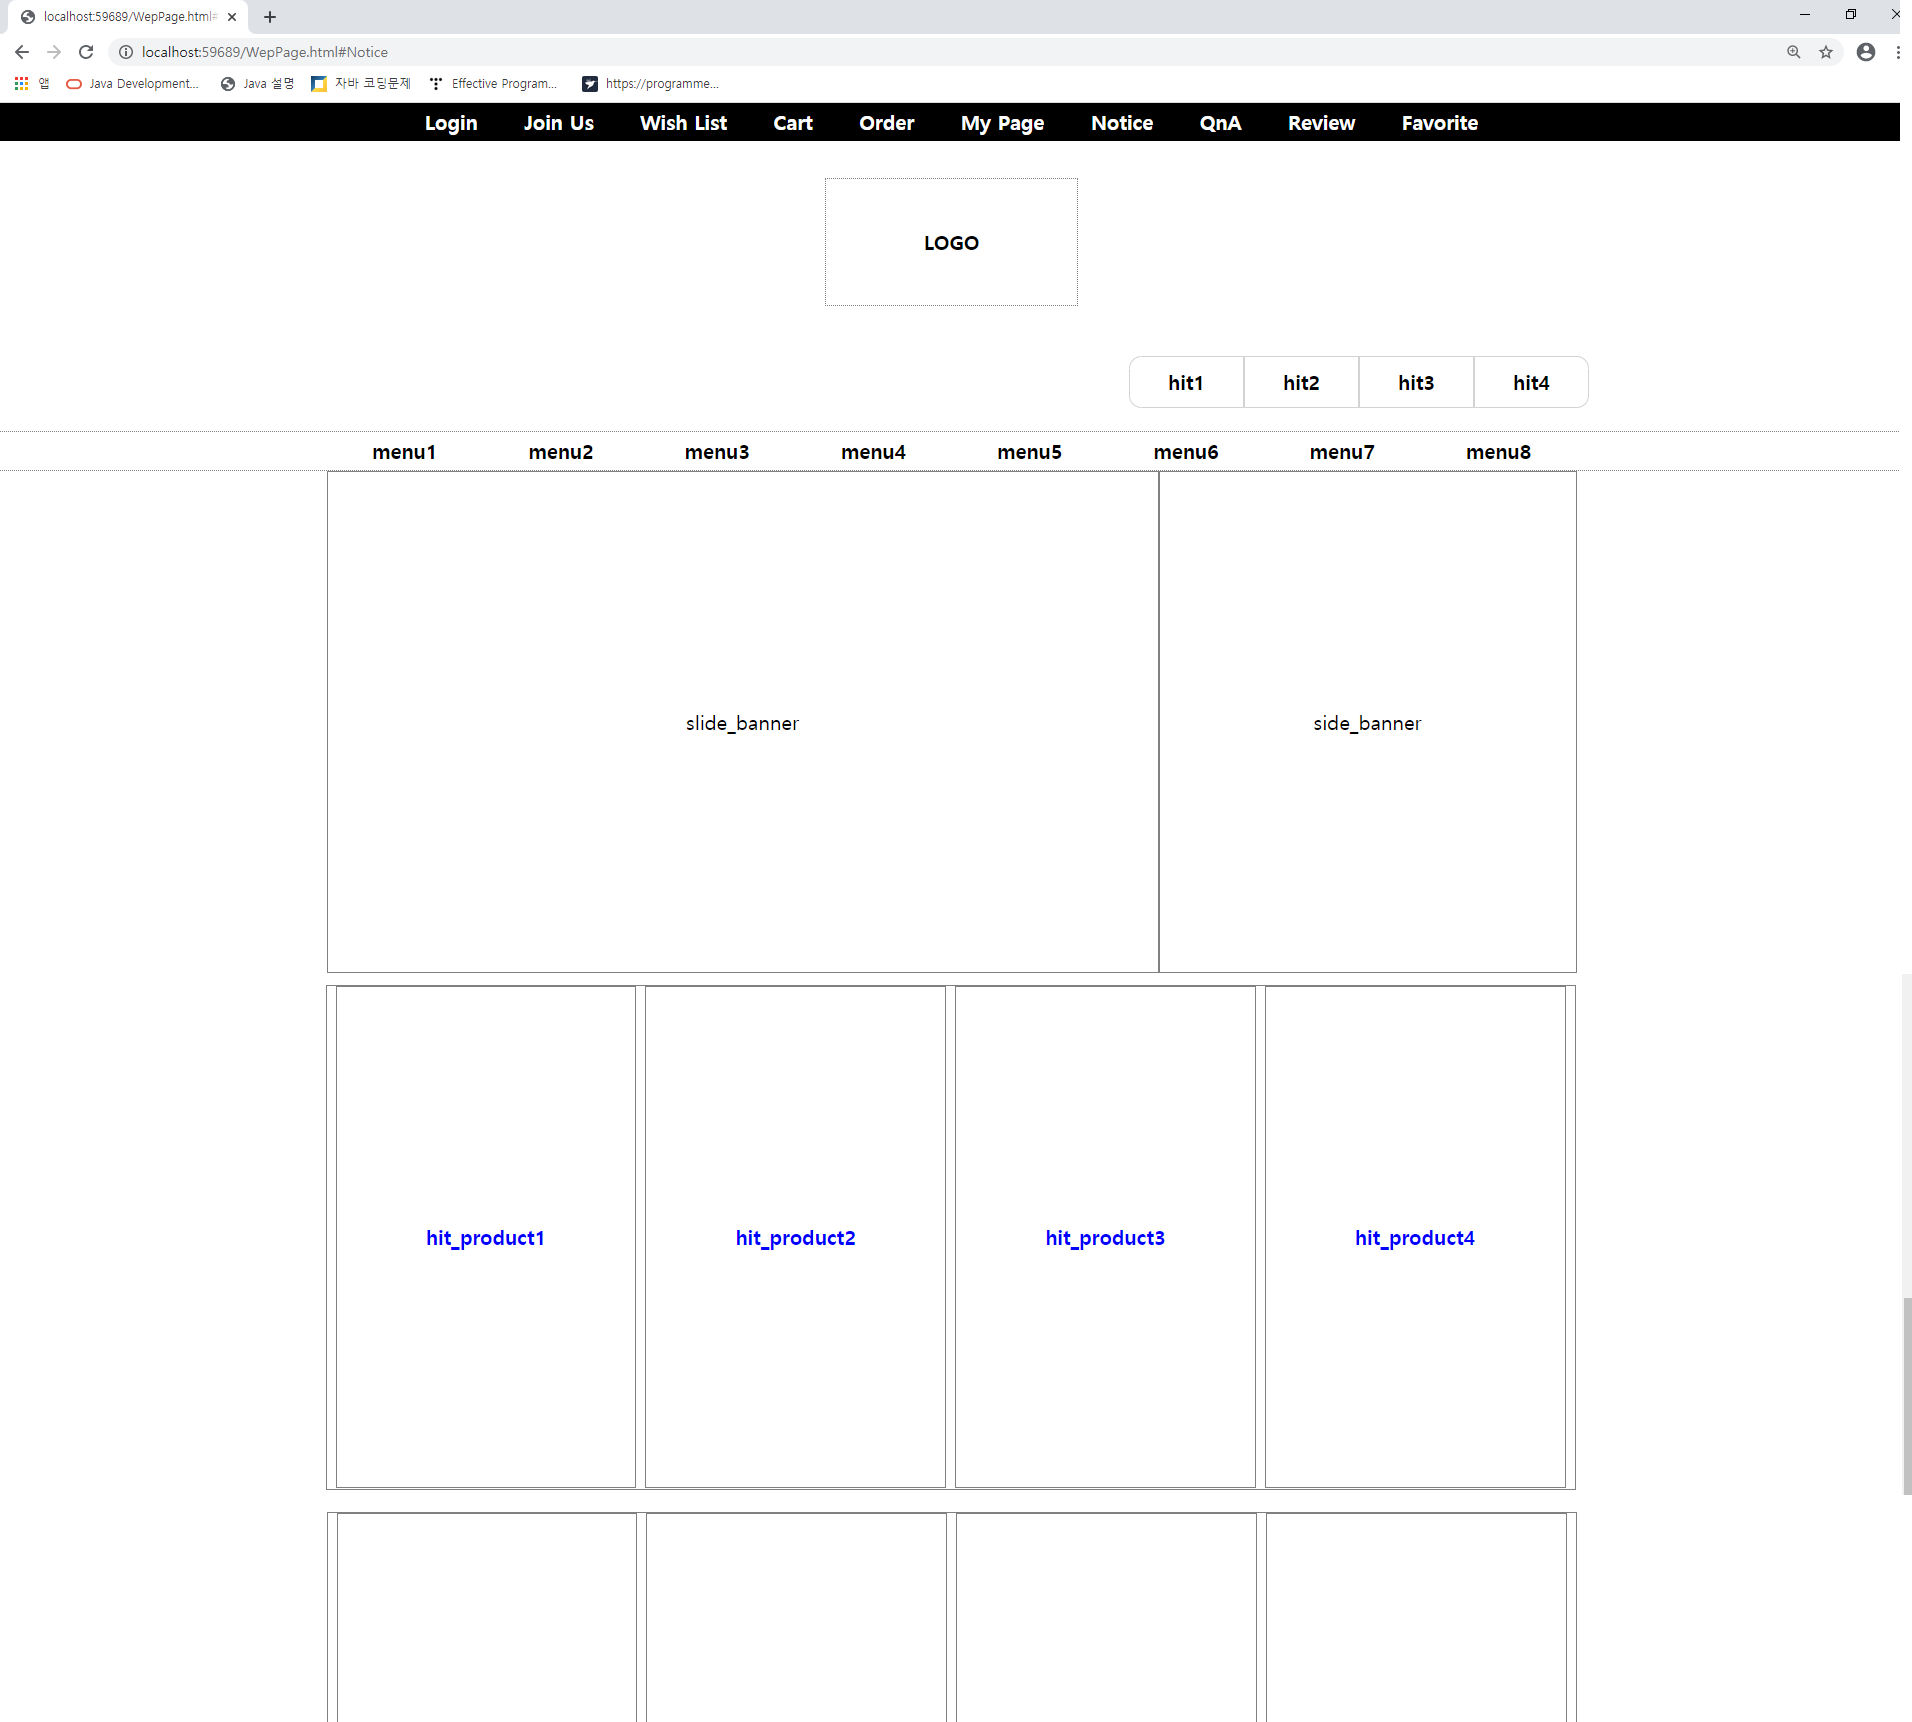 localhost:59689/WepPage.html#
localhost:59689/WepPage.html#Notice
앱 Java Development... Java 설명 자바 코딩문제 Effective Program... https://programme...
Login Join Us Wish List Cart Order My Page Notice QnA Review Favorite
LOGO
hit1 hit2 hit3 hit4
menu1 menu2 menu3 menu4 menu5 menu6 menu7 menu8
slide_banner side_banner
hit_product1 hit_product2 hit_product3 hit_product4